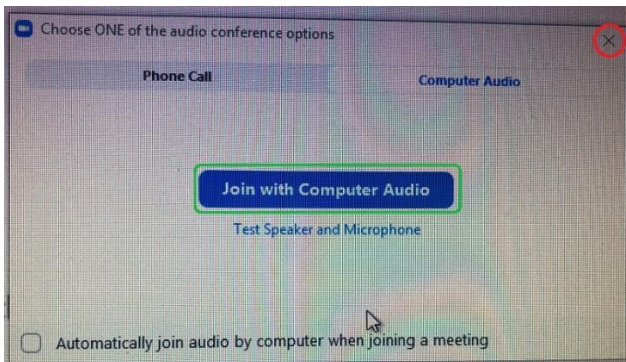 Choose ONE of the audio conference options
Phone Call
Computer Audio
Join with Computer Audio
Test Speaker and Microphone
Automatically join audio by computer when joining a meeting